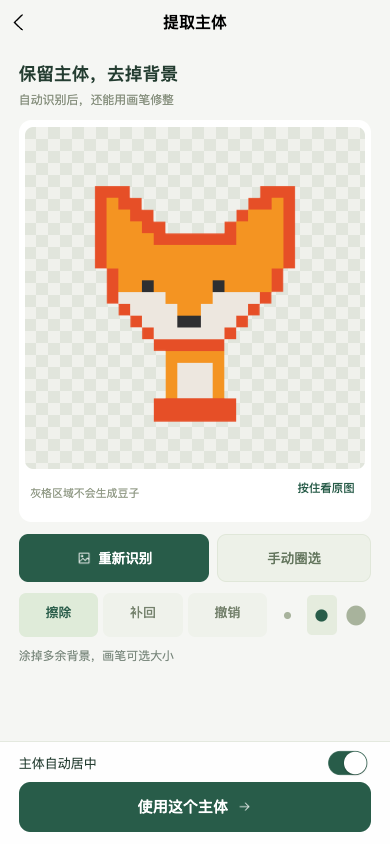 提取主体
保留主体，去掉背景
自动识别后，还能用画笔修整
灰格区域不会生成豆子
按住看原图
重新识别
手动圈选
擦除
补回
撤销
涂掉多余背景，画笔可选大小
主体自动居中
使用这个主体 →